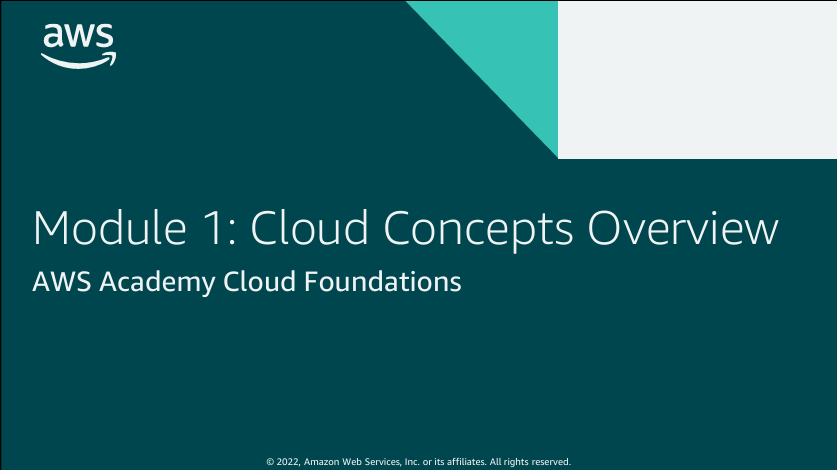 aws
Module 1: Cloud Concepts Overview
AWS Academy Cloud Foundations
© 2022, Amazon Web Services, Inc. or its affiliates. All rights reserved.